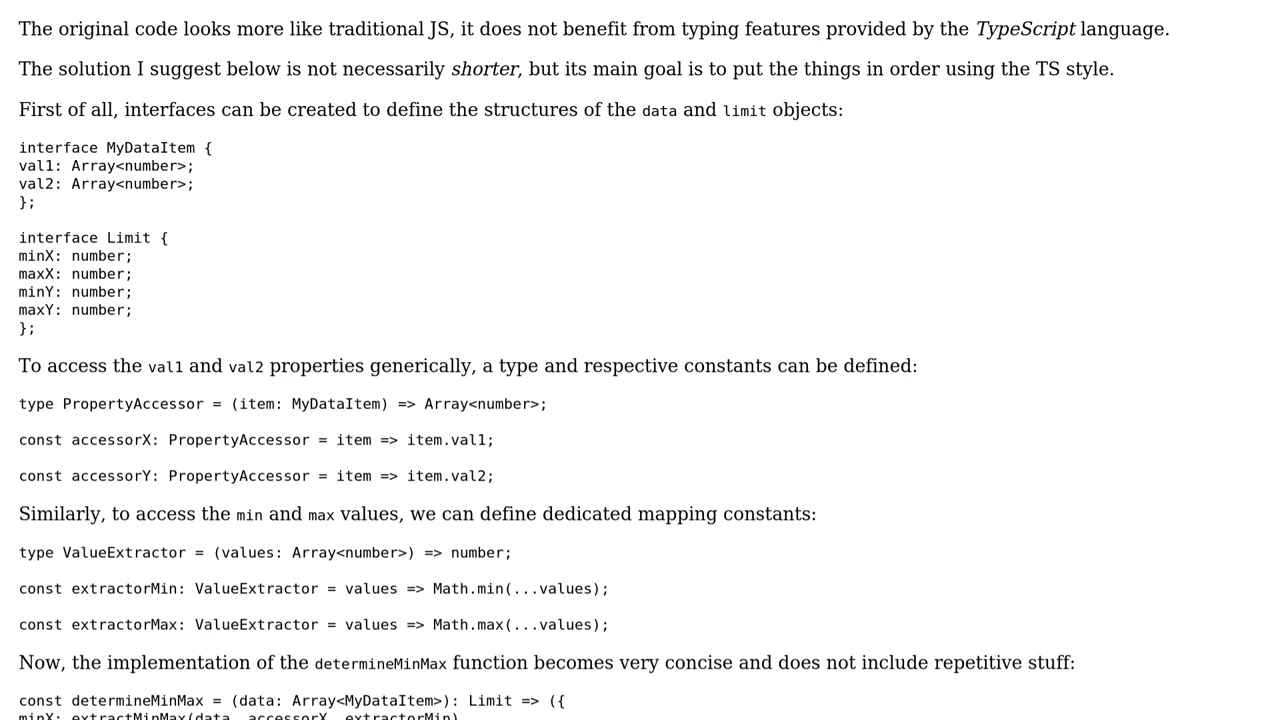 The original code looks more like traditional JS, it does not benefit from typing features provided by the TypeScript language.
The solution I suggest below is not necessarily shorter, but its main goal is to put the things in order using the TS style.
First of all, interfaces can be created to define the structures of the data and limit objects:
interface MyDataItem {
val1: Array<number>;
val2: Array<number>;
};
interface Limit {
minX: number;
maxX: number;
minY: number;
maxY: number;
};
To access the val1 and val2 properties generically, a type and respective constants can be defined:
type PropertyAccessor = (item: MyDataItem) => Array<number>;
const accessorX: PropertyAccessor = item => item.val1;
const accessorY: PropertyAccessor = item => item.val2;
Similarly, to access the min and max values, we can define dedicated mapping constants:
type ValueExtractor = (values: Array<number>) => number;
const extractorMin: ValueExtractor = values => Math.min(...values);
const extractorMax: ValueExtractor = values => Math.max(...values);
Now, the implementation of the determineMinMax function becomes very concise and does not include repetitive stuff:
const determineMinMax = (data: Array<MyDataItem>): Limit => ({
minX: extractMinMax(data, accessorX, extractorMin),